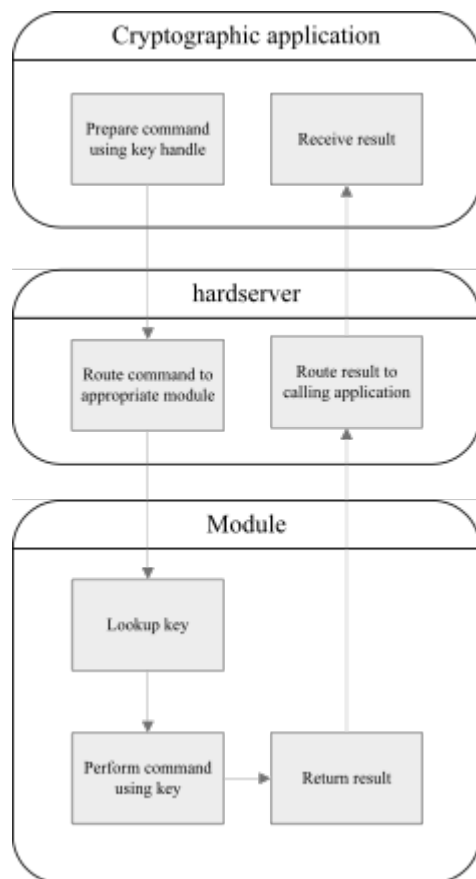 Cryptographic application
Prepare command
using key handle
Receive result
hardserver
Route command to
appropriate module
Route result to
calling application
Module
Lookup key
Perform command
using key
Return result